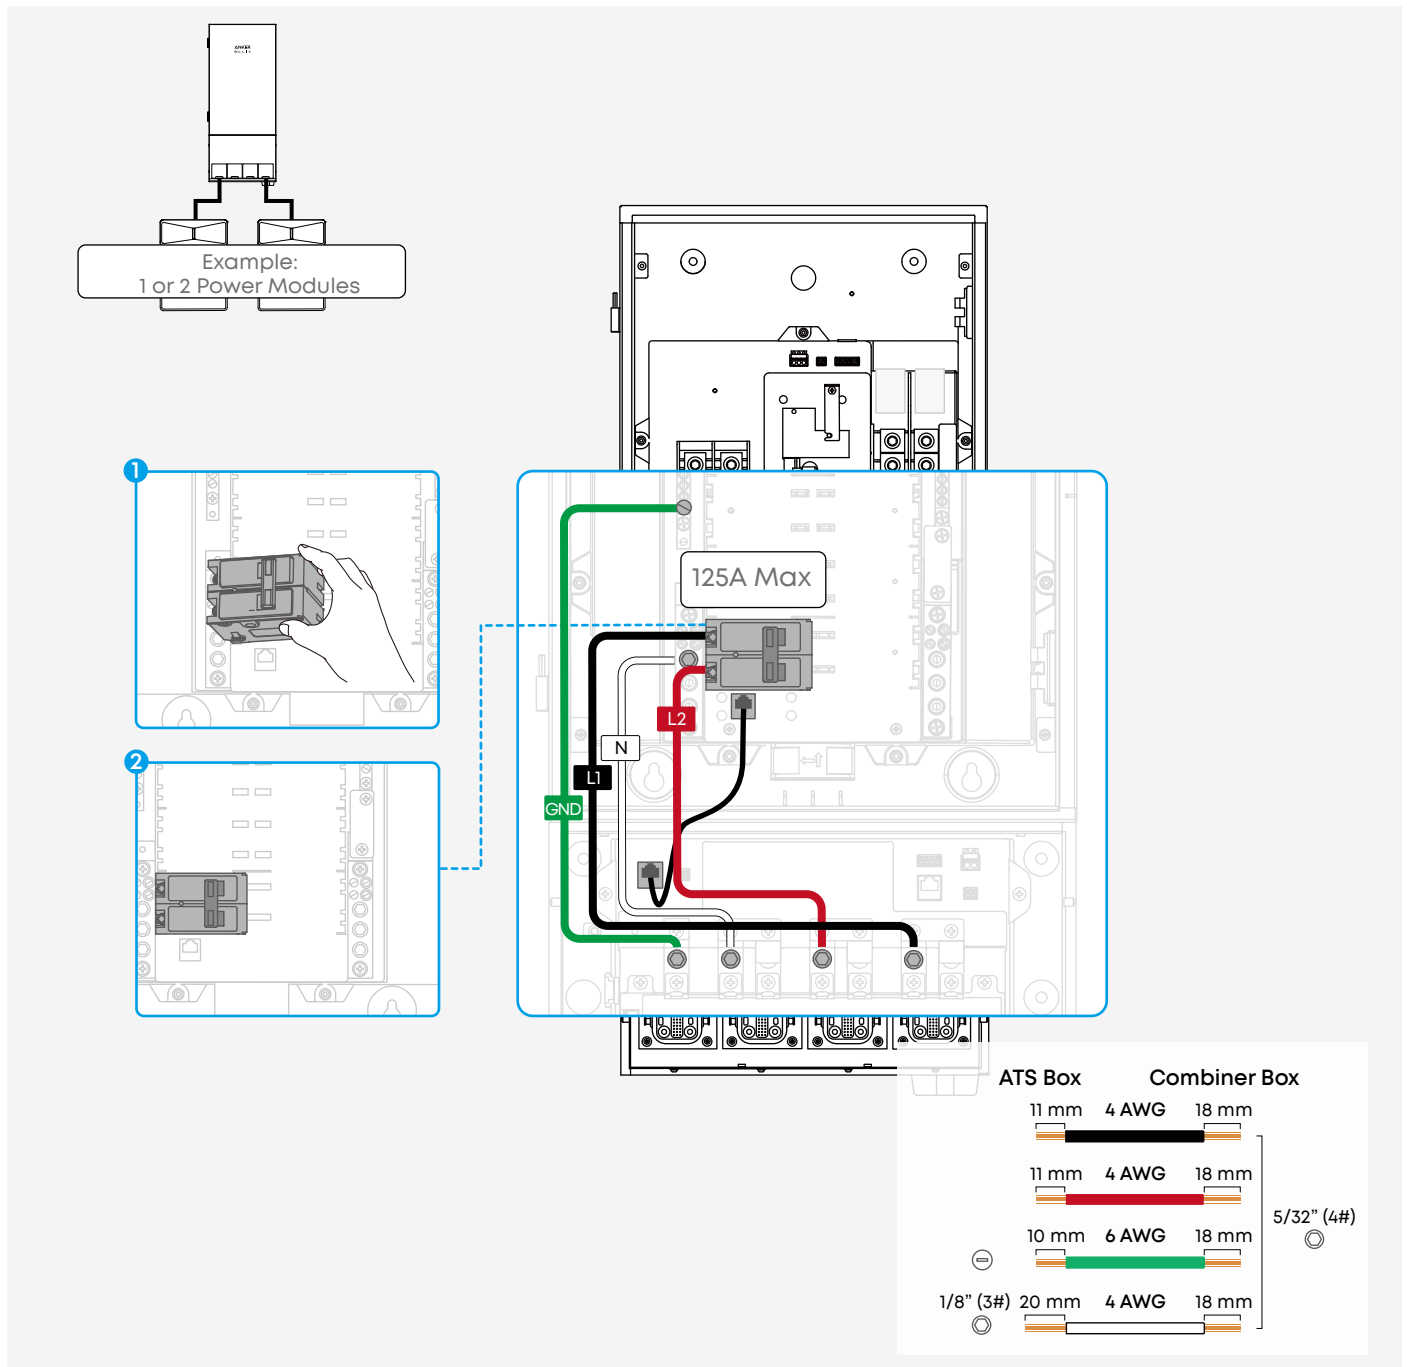 ANKER
SOLIX
Example:
1 or 2 Power Modules
1
2
125A Max
L2
N
L1
GND
ATS Box Combiner Box
11 mm 4 AWG 18 mm
11 mm 4 AWG 18 mm
5/32” (4#)
10 mm 6 AWG 18 mm
1/8” (3#) 20 mm 4 AWG 18 mm